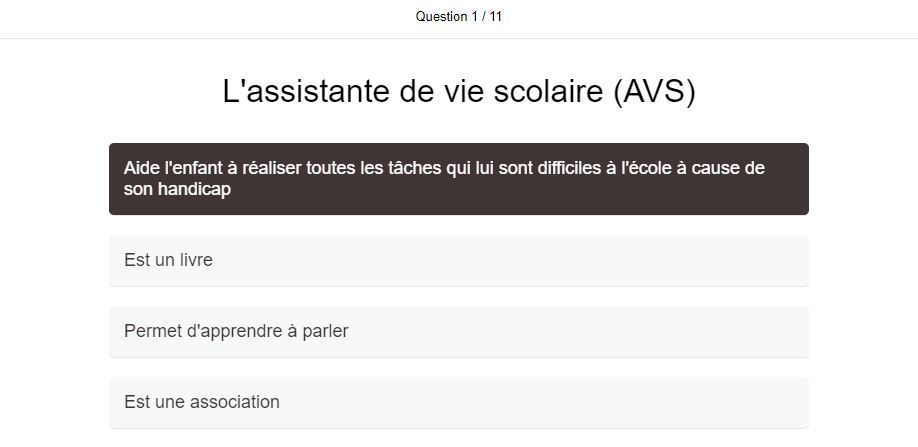 Question 1 / 11
L'assistante de vie scolaire (AVS)
Aide l'enfant à réaliser toutes les tâches qui lui sont difficiles à l'école à cause de
son handicap
Est un livre
Permet d'apprendre à parler
Est une association